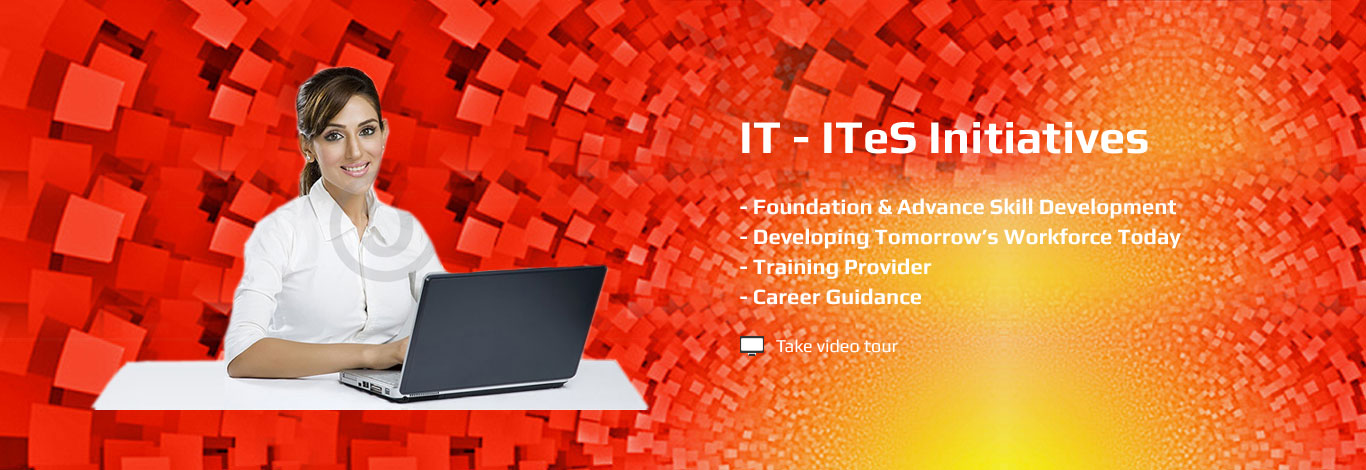 IT - ITeS Initiatives
- Foundation & Advance Skill Development
- Developing Tomorrow’s Workforce Today
- Training Provider
- Career Guidance
Take video tour